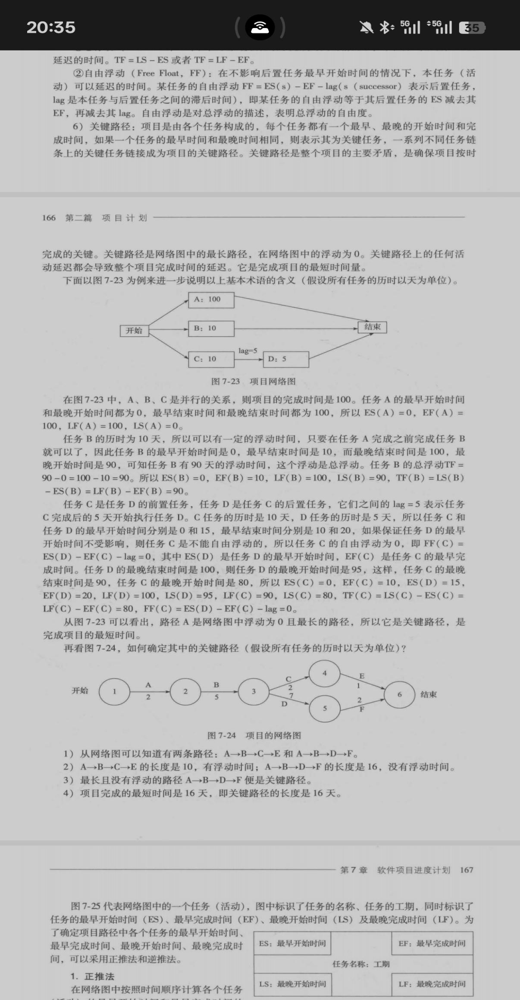 20:35
5G
5G
35
延迟的时间。TF = LS − ES 或者 TF = LF − EF。
②自由浮动（Free Float，FF）：在不影响后置任务最早开始时间的情况下，本任务（活
动）可以延迟的时间。某任务的自由浮动 FF = ES(s) − EF − lag(s（successor）表示后置任务，
lag 是本任务与后置任务之间的滞后时间)，即某任务的自由浮动等于其后置任务的 ES 减去其
EF，再减去其 lag。自由浮动是对总浮动的描述，表明总浮动的自由度。
6）关键路径：项目是由各个任务构成的，每个任务都有一个最早、最晚的开始时间和完
成时间，如果一个任务的最早时间和最晚时间相同，则表示其为关键任务，一系列不同任务链
条上的关键任务链接成为项目的关键路径。关键路径是整个项目的主要矛盾，是确保项目按时
166 第二篇 项目计划
完成的关键。关键路径是网络图中的最长路径，在网络图中的浮动为 0。关键路径上的任何活
动延迟都会导致整个项目完成时间的延迟。它是完成项目的最短时间量。
下面以图 7-23 为例来进一步说明以上基本术语的含义（假设所有任务的历时以天为单位）。
A：100
开始
B：10
结束
lag=5
C：10
D：5
图 7-23 项目网络图
在图 7-23 中，A、B、C 是并行的关系，则项目的完成时间是 100。任务 A 的最早开始时间
和最晚开始时间都为 0，最早结束时间和最晚结束时间都为 100，所以 ES(A) =0，EF(A) =
100，LF(A) =100，LS(A) =0。
任务 B 的历时为 10 天，所以可以有一定的浮动时间，只要在任务 A 完成之前完成任务 B
就可以了，因此任务 B 的最早开始时间是 0，最早结束时间是 10，而最晚结束时间是 100，最
晚开始时间是 90，可知任务 B 有 90 天的浮动时间，这个浮动是总浮动。任务 B 的总浮动TF =
90 −0 =100 −10 =90。所以 ES(B) =0，EF(B) =10，LF(B) =100，LS(B) =90，TF(B) =LS(B)
− ES(B) =LF(B) − EF(B) =90。
任务 C 是任务 D 的前置任务，任务 D 是任务 C 的后置任务，它们之间的 lag =5 表示任务
C 完成后的 5 天开始执行任务 D。C 任务的历时是 10 天，D 任务的历时是 5 天，所以任务 C 和
任务 D 的最早开始时间分别是 0 和 15，最早结束时间分别是 10 和 20，如果保证任务 D 的最早
开始时间不受影响，则任务 C 是不能自由浮动的，所以任务 C 的自由浮动为 0，即 FF(C) =
ES(D) − EF(C) − lag =0，其中 ES(D) 是任务 D 的最早开始时间，EF(C) 是任务 C 的最早完
成时间。任务 D 的最晚结束时间是 100，则任务 D 的最晚开始时间是 95，这样，任务 C 的最晚
结束时间是 90，任务 C 的最晚开始时间是 80，所以 ES(C) =0，EF(C) =10，ES(D) =15，
EF(D) =20，LF(D) =100，LS(D) =95，LF(C) =90，LS(C) =80，TF(C) =LS(C) − ES(C) =
LF(C) − EF(C) =80，FF(C) =ES(D) − EF(C) − lag =0。
从图 7-23 可以看出，路径 A 是网络图中浮动为 0 且最长的路径，所以它是关键路径，是
完成项目的最短时间。
再看图 7-24，如何确定其中的关键路径（假设所有任务的历时以天为单位）？
开始 1 A 2 2 B 5 3
C 2 4 E 1
7 D 5 2 F
6 结束
图 7-24 项目的网络图
1）从网络图可以知道有两条路径：A→B→C→E 和 A→B→D→F。
2）A→B→C→E 的长度是 10，有浮动时间；A→B→D→F 的长度是 16，没有浮动时间。
3）最长且没有浮动的路径 A→B→D→F 便是关键路径。
4）项目完成的最短时间是 16 天，即关键路径的长度是 16 天。
第 7 章 软件项目进度计划 167
图 7-25 代表网络图中的一个任务（活动），图中标识了任务的名称、任务的工期，同时标识了
任务的最早开始时间（ES）、最早完成时间（EF）、最晚开始时间（LS）及最晚完成时间（LF）。为
了确定项目路径中各个任务的最早开始时间、
最早完成时间、最晚开始时间、最晚完成时
间，可以采用正推法和逆推法。
1. 正推法
在网络图中按照时间顺序计算各个任务
ES：最早开始时间
EF：最早完成时间
任务名称：工期
LS：最晚开始时间
LF：最晚完成时间